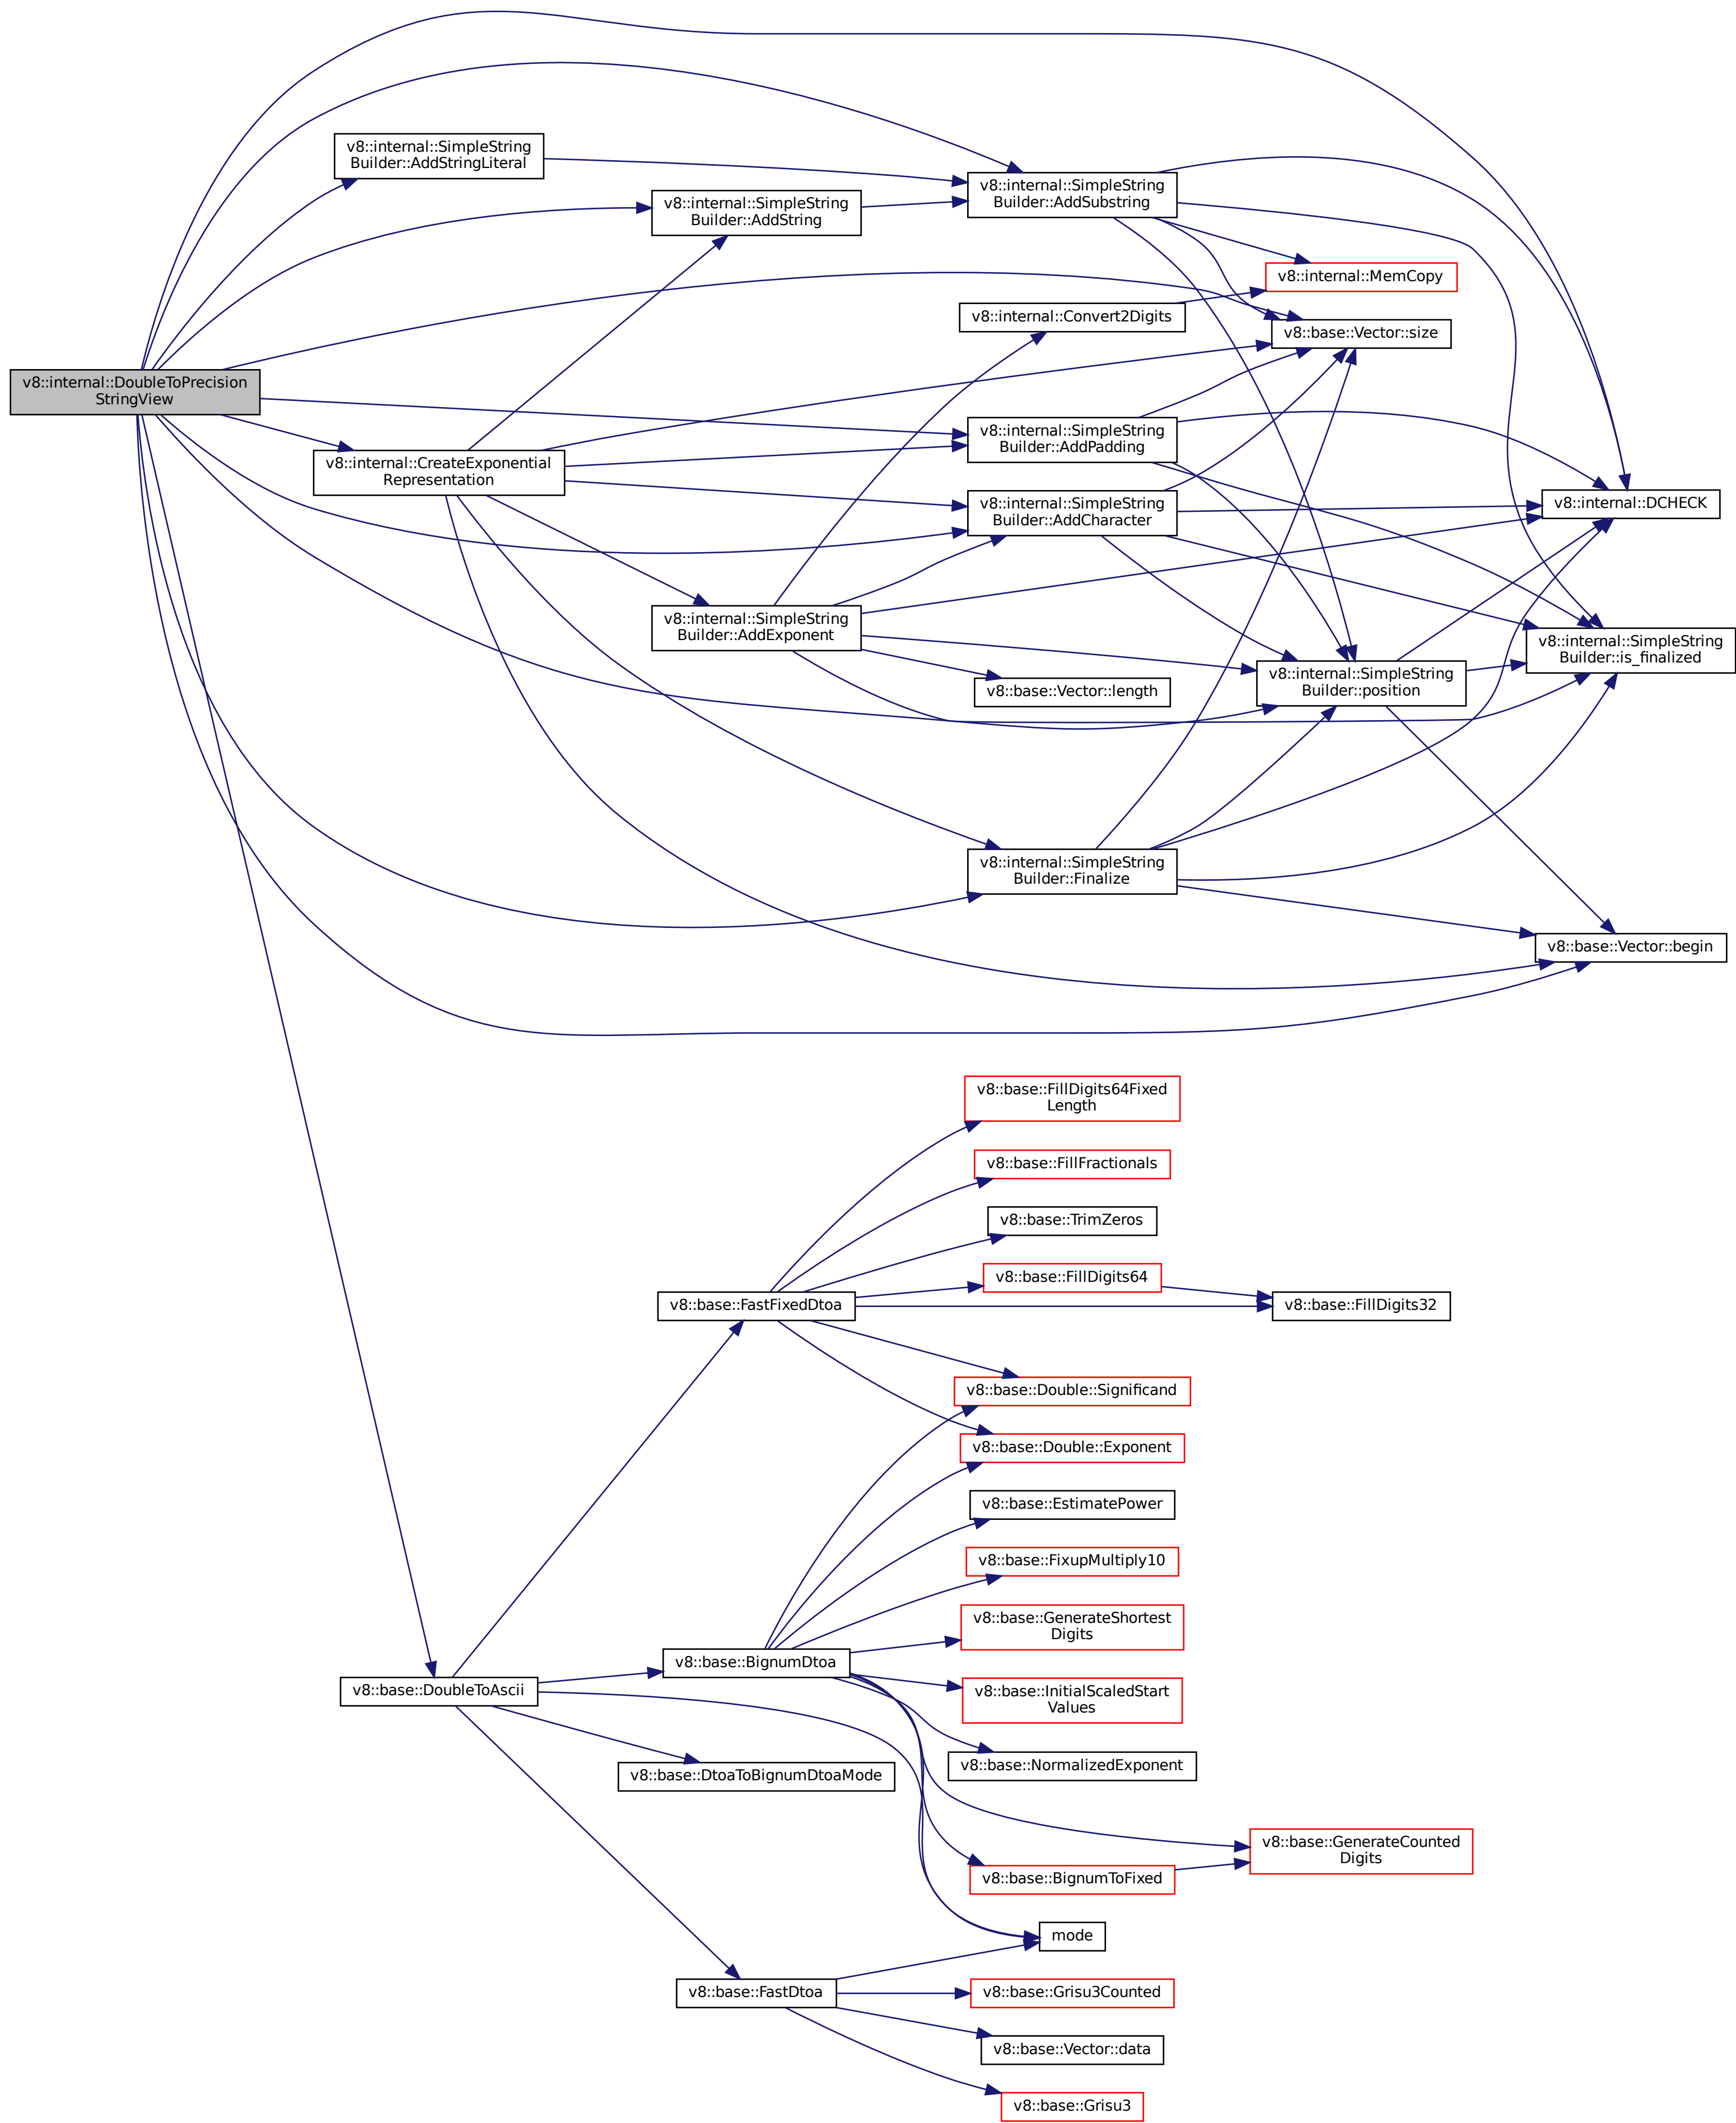 v8::internal::SimpleString
Builder::AddStringLiteral
v8::internal::SimpleString
Builder::AddSubstring
v8::internal::SimpleString
Builder::AddString
v8::internal::MemCopy
v8::internal::Convert2Digits
v8::base::Vector::size
v8::internal::DoubleToPrecision
StringView
v8::internal::SimpleString
Builder::AddPadding
v8::internal::CreateExponential
Representation
v8::internal::SimpleString
Builder::AddCharacter
v8::internal::DCHECK
v8::internal::SimpleString
Builder::AddExponent
v8::internal::SimpleString
Builder::is_finalized
v8::internal::SimpleString
Builder::position
v8::base::Vector::length
v8::internal::SimpleString
Builder::Finalize
v8::base::Vector::begin
v8::base::FillDigits64Fixed
Length
v8::base::FillFractionals
v8::base::TrimZeros
v8::base::FillDigits64
v8::base::FastFixedDtoa
v8::base::FillDigits32
v8::base::Double::Significand
v8::base::Double::Exponent
v8::base::EstimatePower
v8::base::FixupMultiply10
v8::base::GenerateShortest
Digits
v8::base::BignumDtoa
v8::base::DoubleToAscii
v8::base::InitialScaledStart
Values
v8::base::NormalizedExponent
v8::base::DtoaToBignumDtoaMode
v8::base::GenerateCounted
Digits
v8::base::BignumToFixed
mode
v8::base::FastDtoa
v8::base::Grisu3Counted
v8::base::Vector::data
v8::base::Grisu3